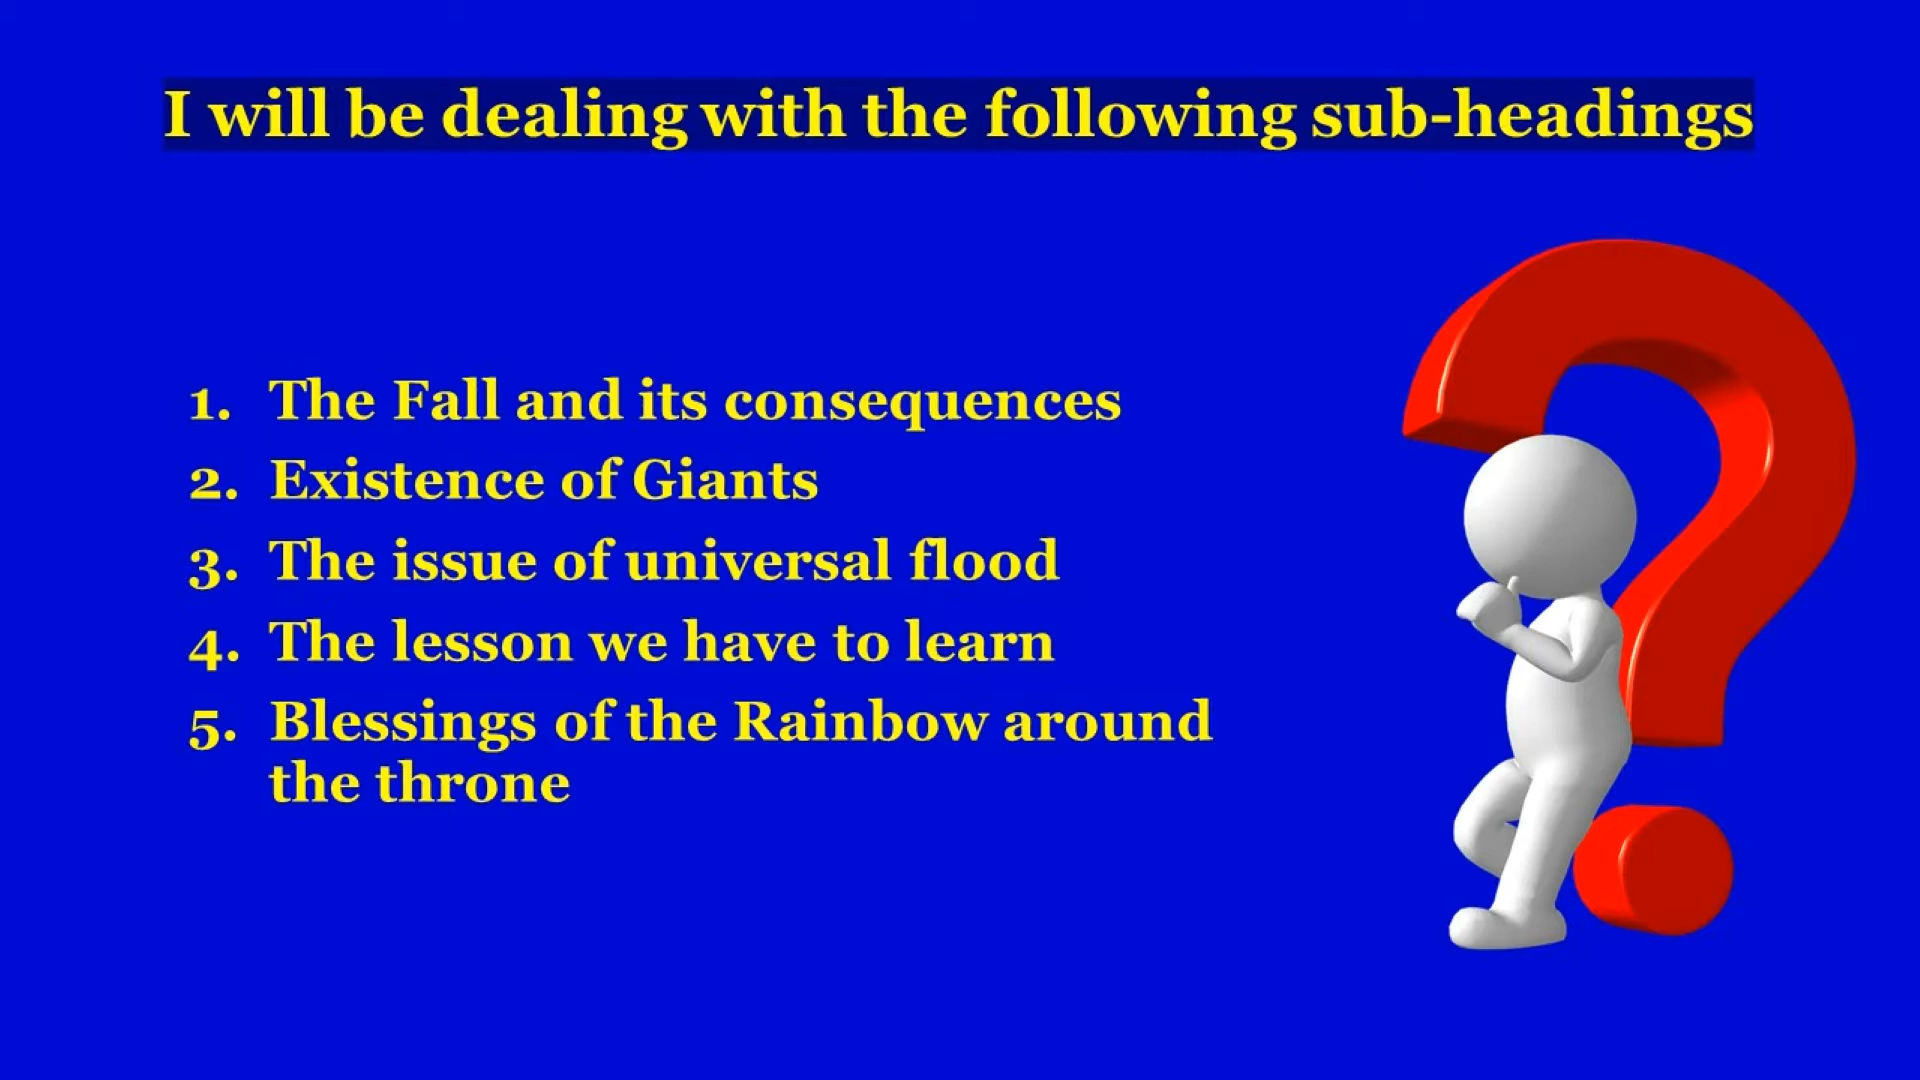 I will be dealing with the following sub-headings
1. The Fall and its consequences
2. Existence of Giants
3. The issue of universal flood
4. The lesson we have to learn
5. Blessings of the Rainbow around
the throne